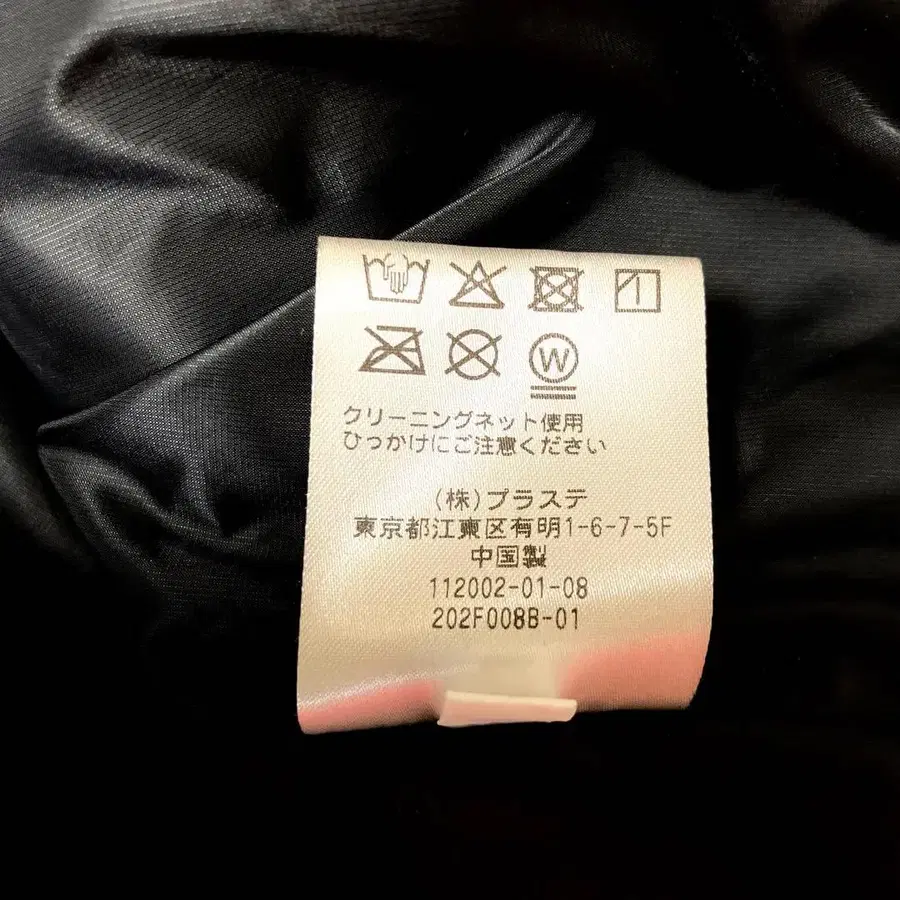 W
クリーニングネット使用
ひっかけにご注意ください
(株)プラステ
東京都江東区有明1-6-7-5F
中国製
112002-01-08
202F008B-01